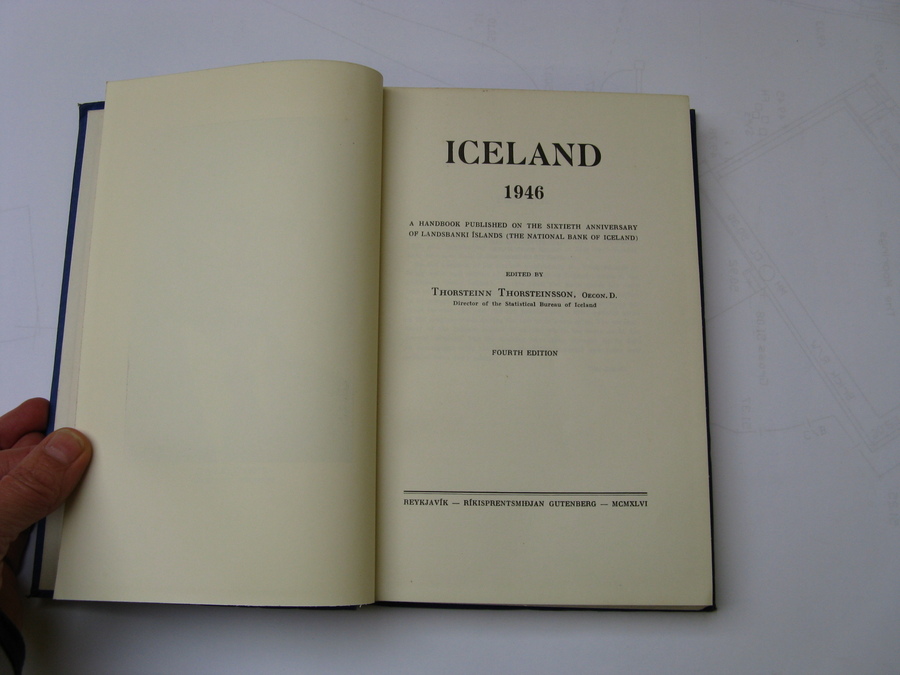 ICELAND
1946
A HANDBOOK PUBLISHED ON THE SIXTIETH ANNIVERSARY
OF LANDSBANKI ÍSLANDS (THE NATIONAL BANK OF ICELAND)
EDITED BY
THORSTEINN THORSTEINSSON, OECON. D.
Director of the Statistical Bureau of Iceland
FOURTH EDITION
REYKJAVÍK — RÍKISPRENTSMIÐJAN GUTENBERG — MCMXLVI